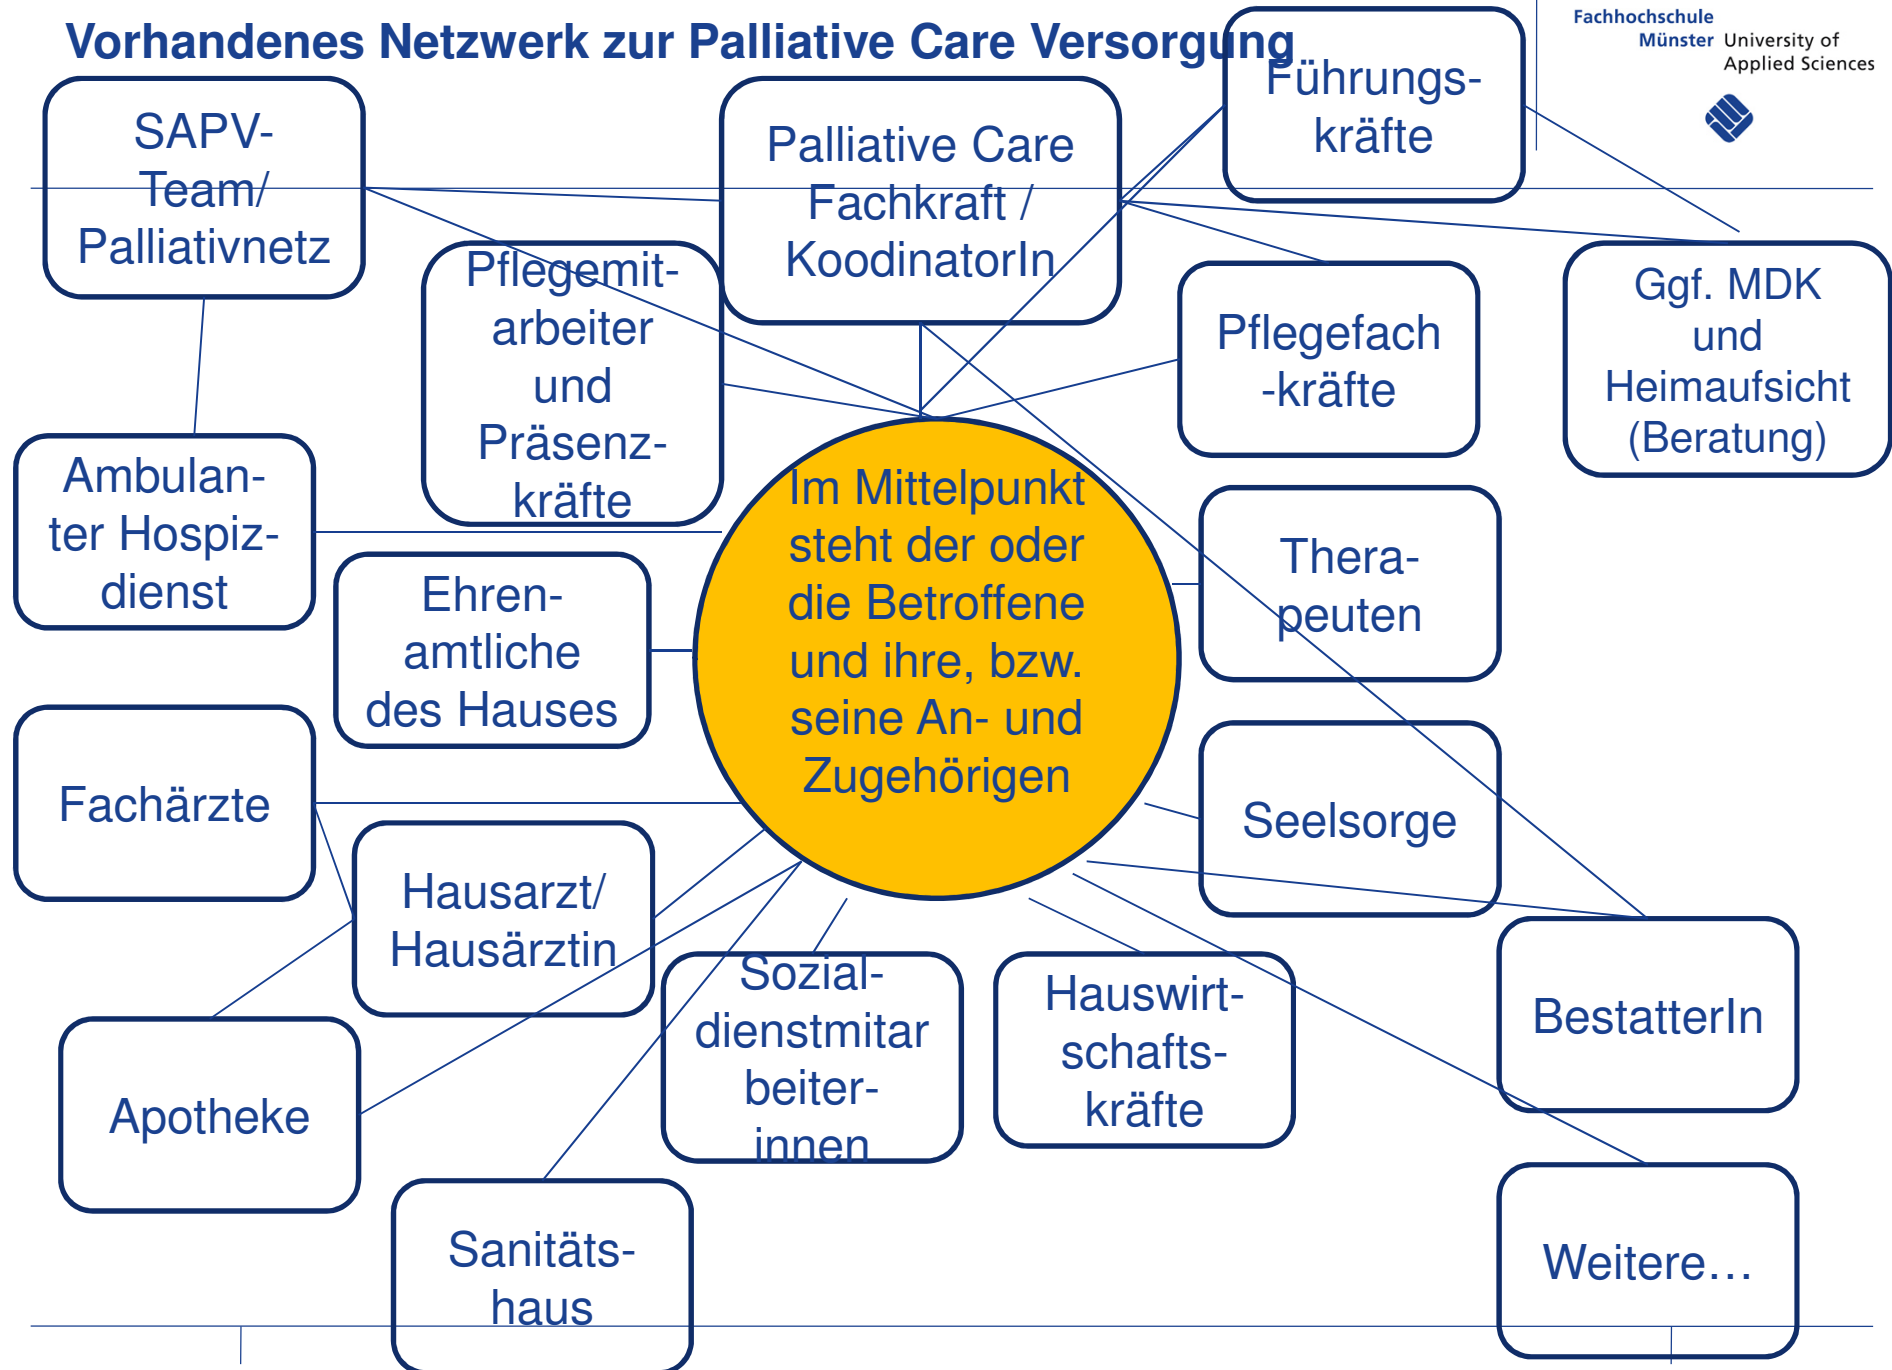 Vorhandenes Netzwerk zur Palliative Care Versorgung
Fachhochschule
Münster University of
Applied Sciences
SAPV-
Team/
Palliativnetz
Palliative Care
Fachkraft /
KoodinatorIn
Führungs-
kräfte
Pflegemit-
arbeiter
und
Präsenz-
kräfte
Pflegefach
-kräfte
Ggf. MDK
und
Heimaufsicht
(Beratung)
Ambulan-
ter Hospiz-
dienst
Im Mittelpunkt
steht der oder
die Betroffene
und ihre, bzw.
seine An- und
Zugehörigen
Thera-
peuten
Ehren-
amtliche
des Hauses
Fachärzte
Seelsorge
Hausarzt/
Hausärztin
Sozial-
dienstmitar
beiter-
innen
Hauswirt-
schafts-
kräfte
BestatterIn
Apotheke
Sanitäts-
haus
Weitere…